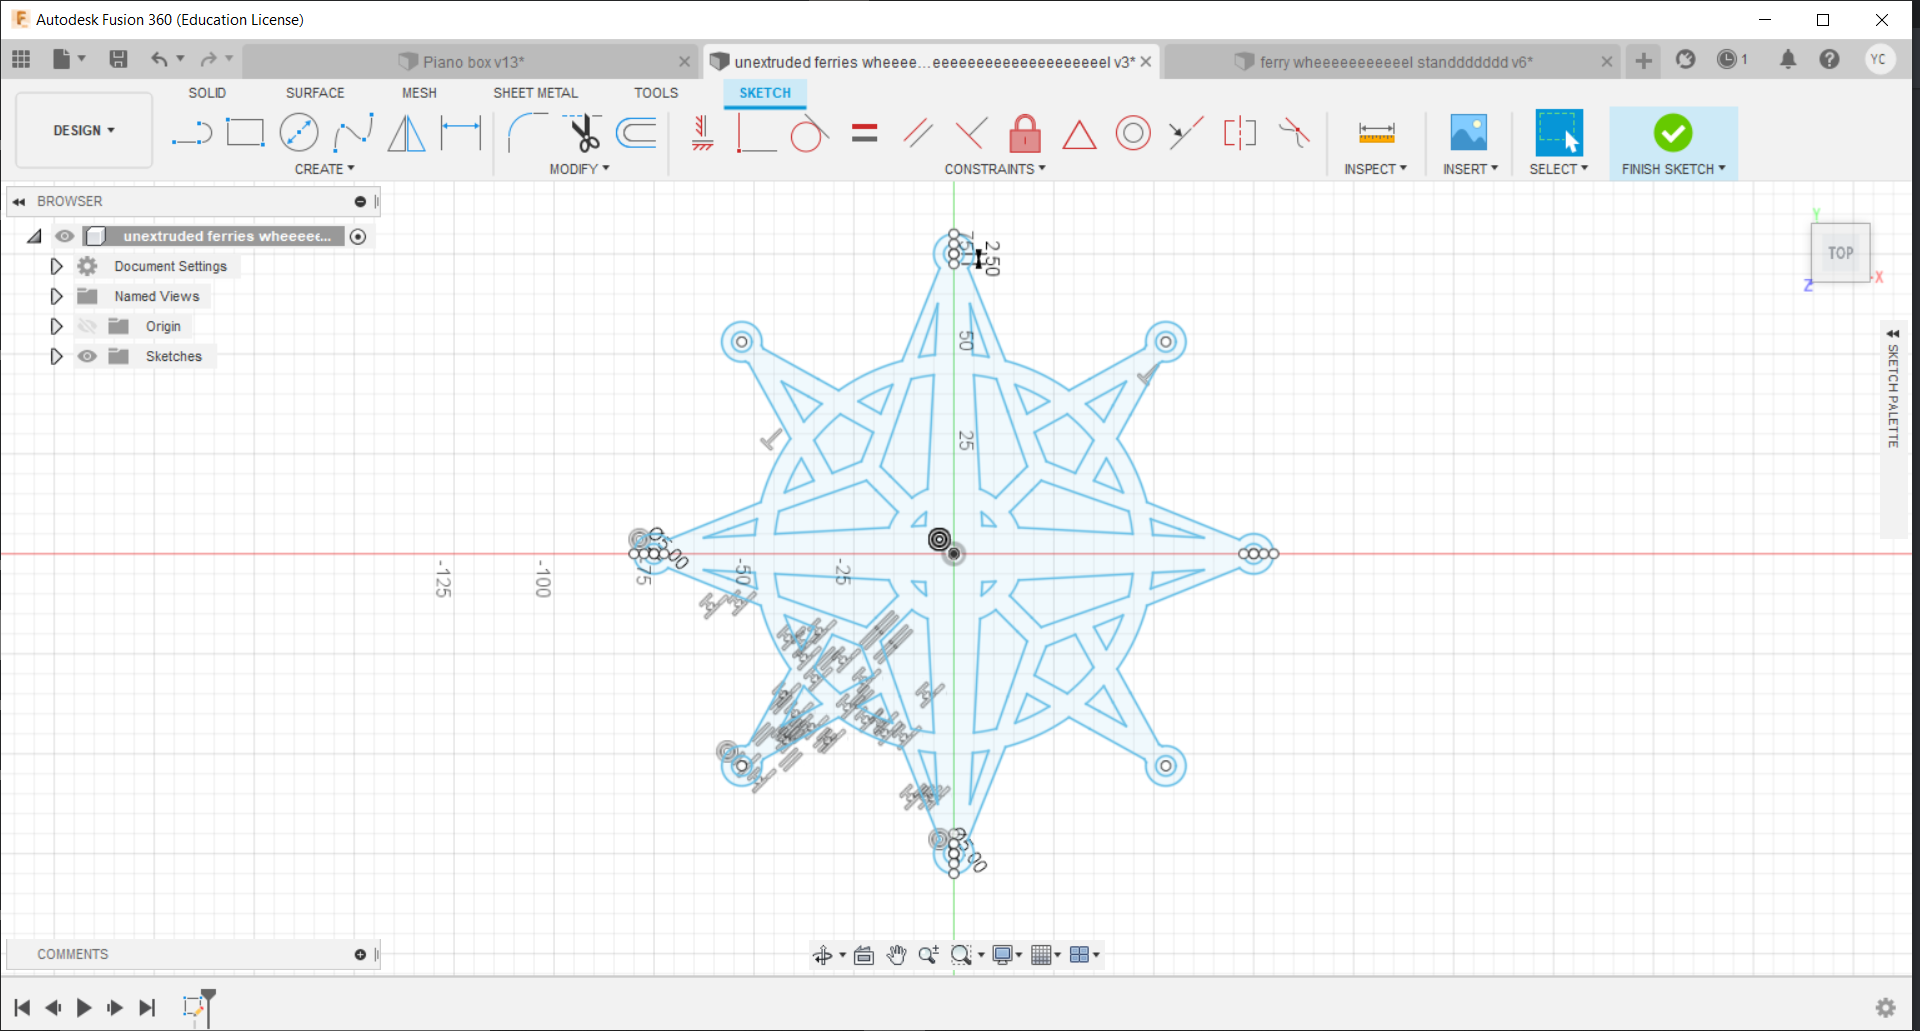 Autodesk Fusion 360 (Education License)
Piano box v13*
unextruded ferries wheeee...eeeeeeeeeeeeeeeeeeeel v3*
ferry wheeeeeeeeeeel standdddddd v6*
1
YC
SOLID
SURFACE
MESH
SHEET METAL
TOOLS
SKETCH
DESIGN
CREATE
MODIFY
CONSTRAINTS
INSPECT
INSERT
SELECT
FINISH SKETCH
BROWSER
unextruded ferries wheeeee...
Document Settings
Named Views
Origin
Sketches
Y
TOP
X
Z
SKETCH PALETTE
2.50
50
25
-125
-100
-75
-50
-25
COMMENTS